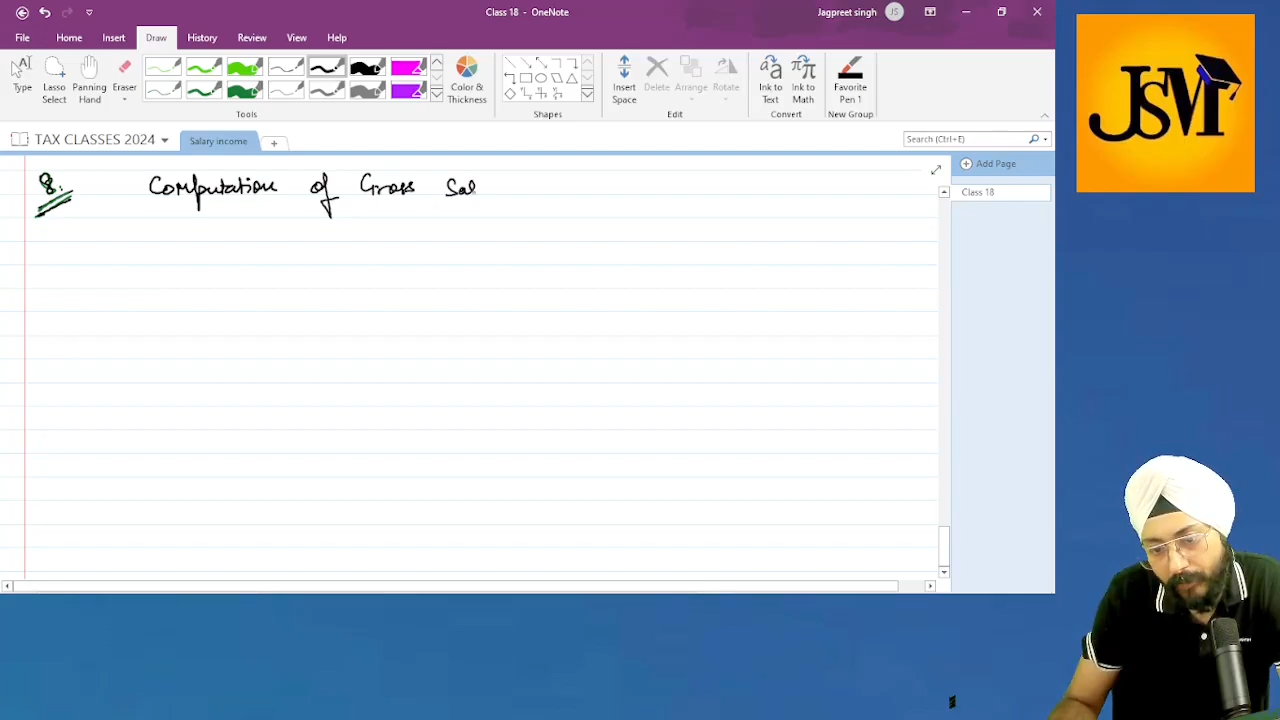 Class 18 - OneNote
Jagpreet singh JS
File Home Insert Draw History Review View Help
Type Lasso Select Panning Hand Eraser Color & Thickness Insert Space Delete Arrange Rotate Ink to Text Ink to Math Favorite Pen 1
Tools Shapes Edit Convert New Group
TAX CLASSES 2024 Salary income + Search (Ctrl+E)
Add Page
Class 18
8. Computation of Gross Sal
JSM